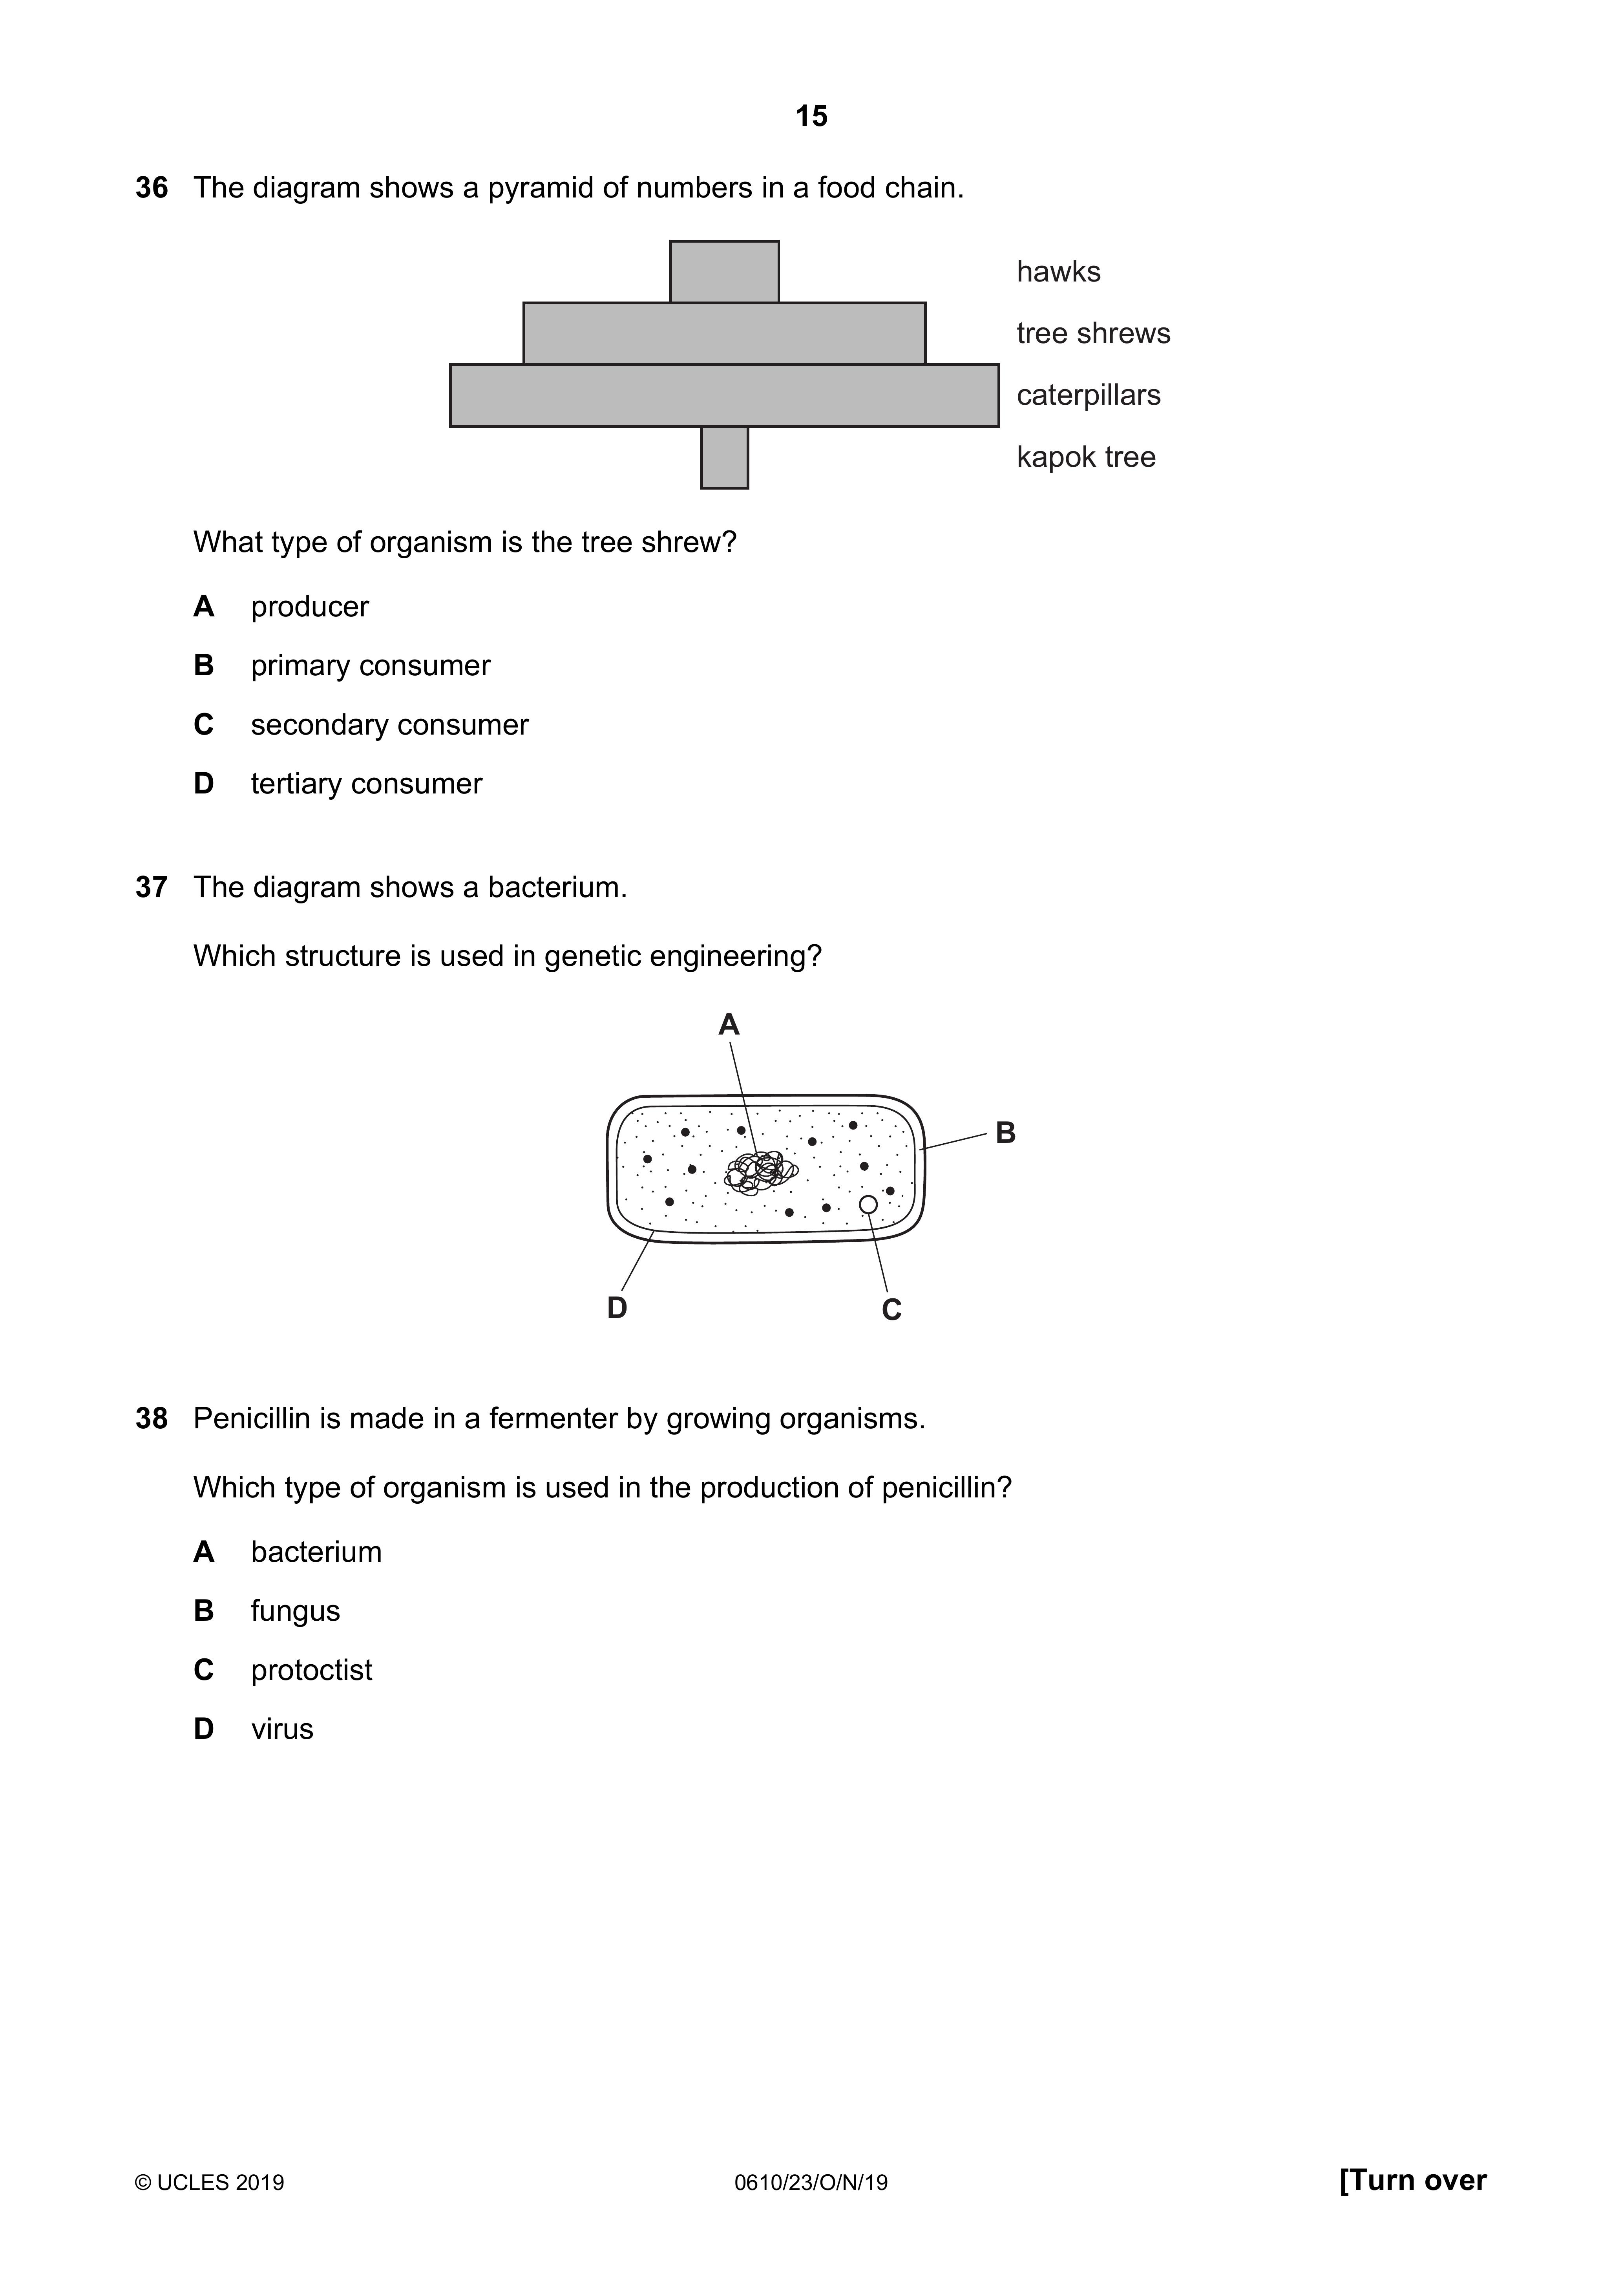 15
36 The diagram shows a pyramid of numbers in a food chain.
hawks
tree shrews
caterpillars
kapok tree
What type of organism is the tree shrew?
A producer
B primary consumer
C secondary consumer
D tertiary consumer
37 The diagram shows a bacterium.
Which structure is used in genetic engineering?
A
B
D
C
38 Penicillin is made in a fermenter by growing organisms.
Which type of organism is used in the production of penicillin?
A bacterium
B fungus
C protoctist
D virus
© UCLES 2019 0610/23/O/N/19 [Turn over